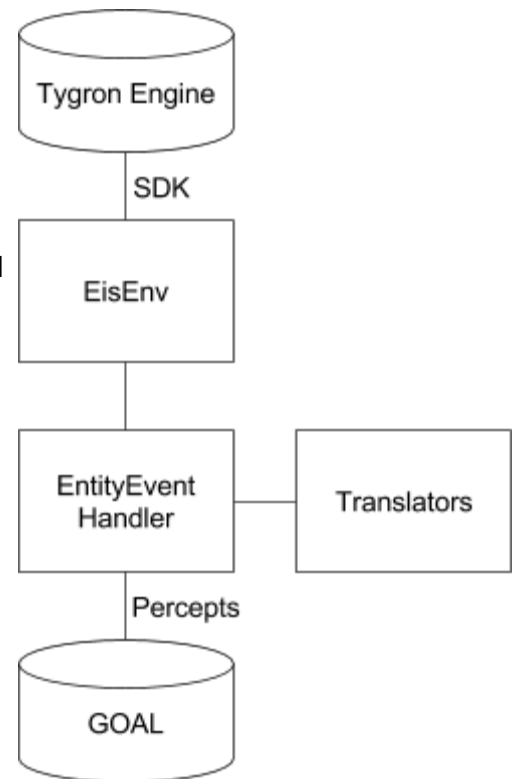 Tygron Engine
SDK
EisEnv
EntityEvent
Handler
Translators
Percepts
GOAL